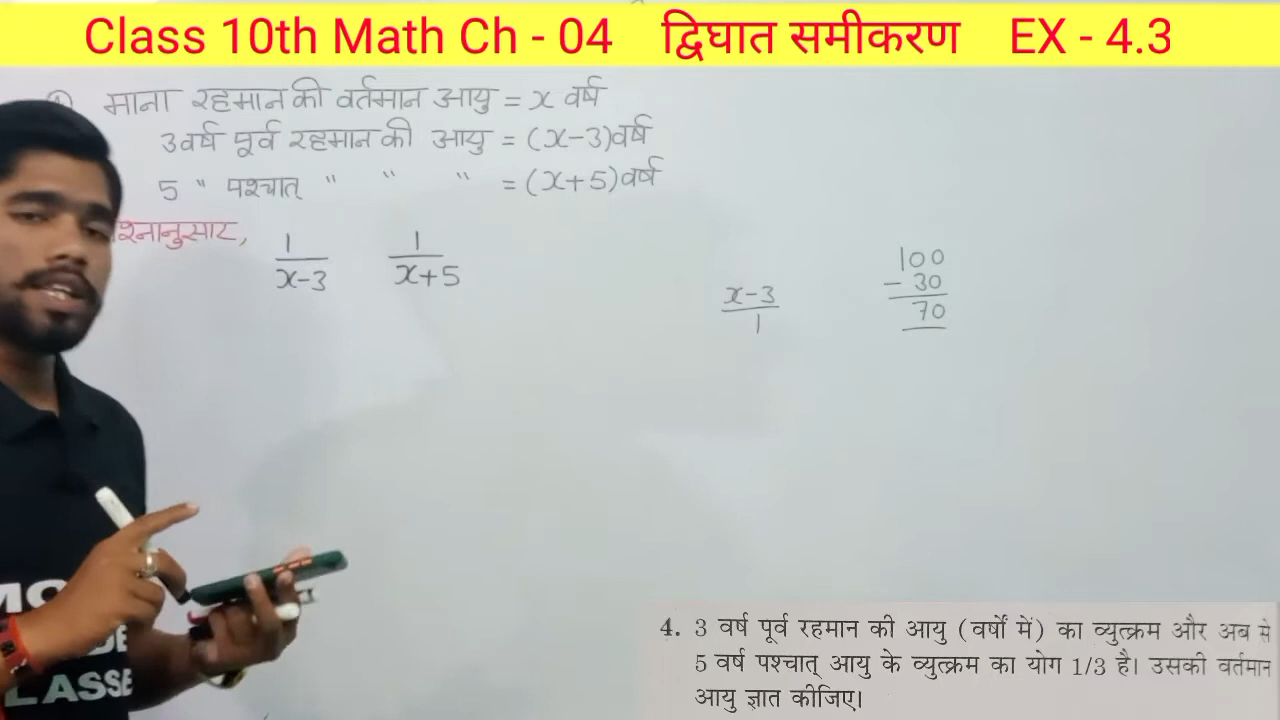 Class 10th Math Ch - 04 द्विघात समीकरण EX - 4.3
माना रहमान की वर्तमान आयु = x वर्ष
3 वर्ष पूर्व रहमान की आयु = (x-3) वर्ष
5 " पश्चात् " " " = (x+5) वर्ष
श्नानुसार, 1/(x-3) 1/(x+5)
x-3
1
100
- 30
70
4. 3 वर्ष पूर्व रहमान की आयु (वर्षों में) का व्युत्क्रम और अब से
5 वर्ष पश्चात् आयु के व्युत्क्रम का योग 1/3 है। उसकी वर्तमान
आयु ज्ञात कीजिए।
LASSE